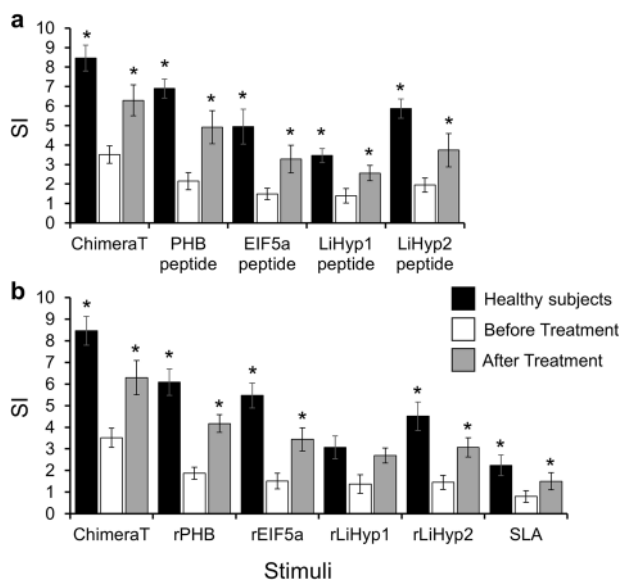 a
* * * * * * * * * *
10
9
8
7
6
5
4
3
2
1
0
SI
ChimeraT PHB peptide EIF5a peptide LiHyp1 peptide LiHyp2 peptide
b
Healthy subjects
Before Treatment
After Treatment
* * * * * * * * * *
10
9
8
7
6
5
4
3
2
1
0
SI
ChimeraT rPHB rEIF5a rLiHyp1 rLiHyp2 SLA
Stimuli